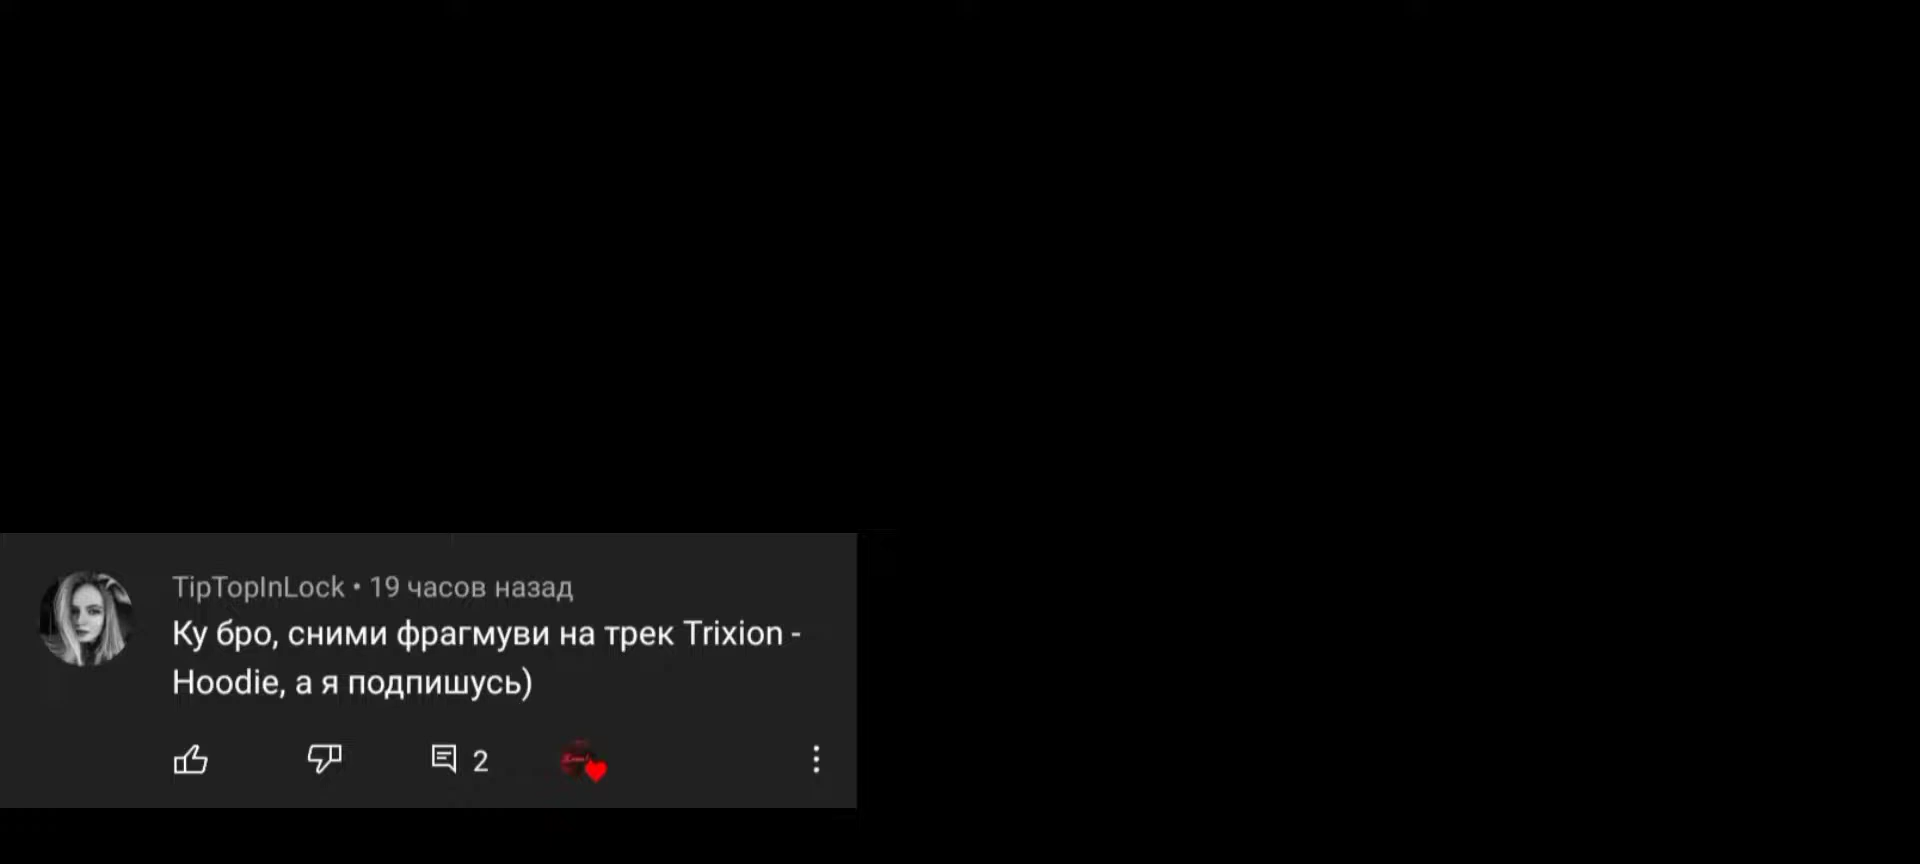 TipTopInLock • 19 часов назад
Ку бро, сними фрагмуви на трек Trixion -
Hoodie, а я подпишусь)
2